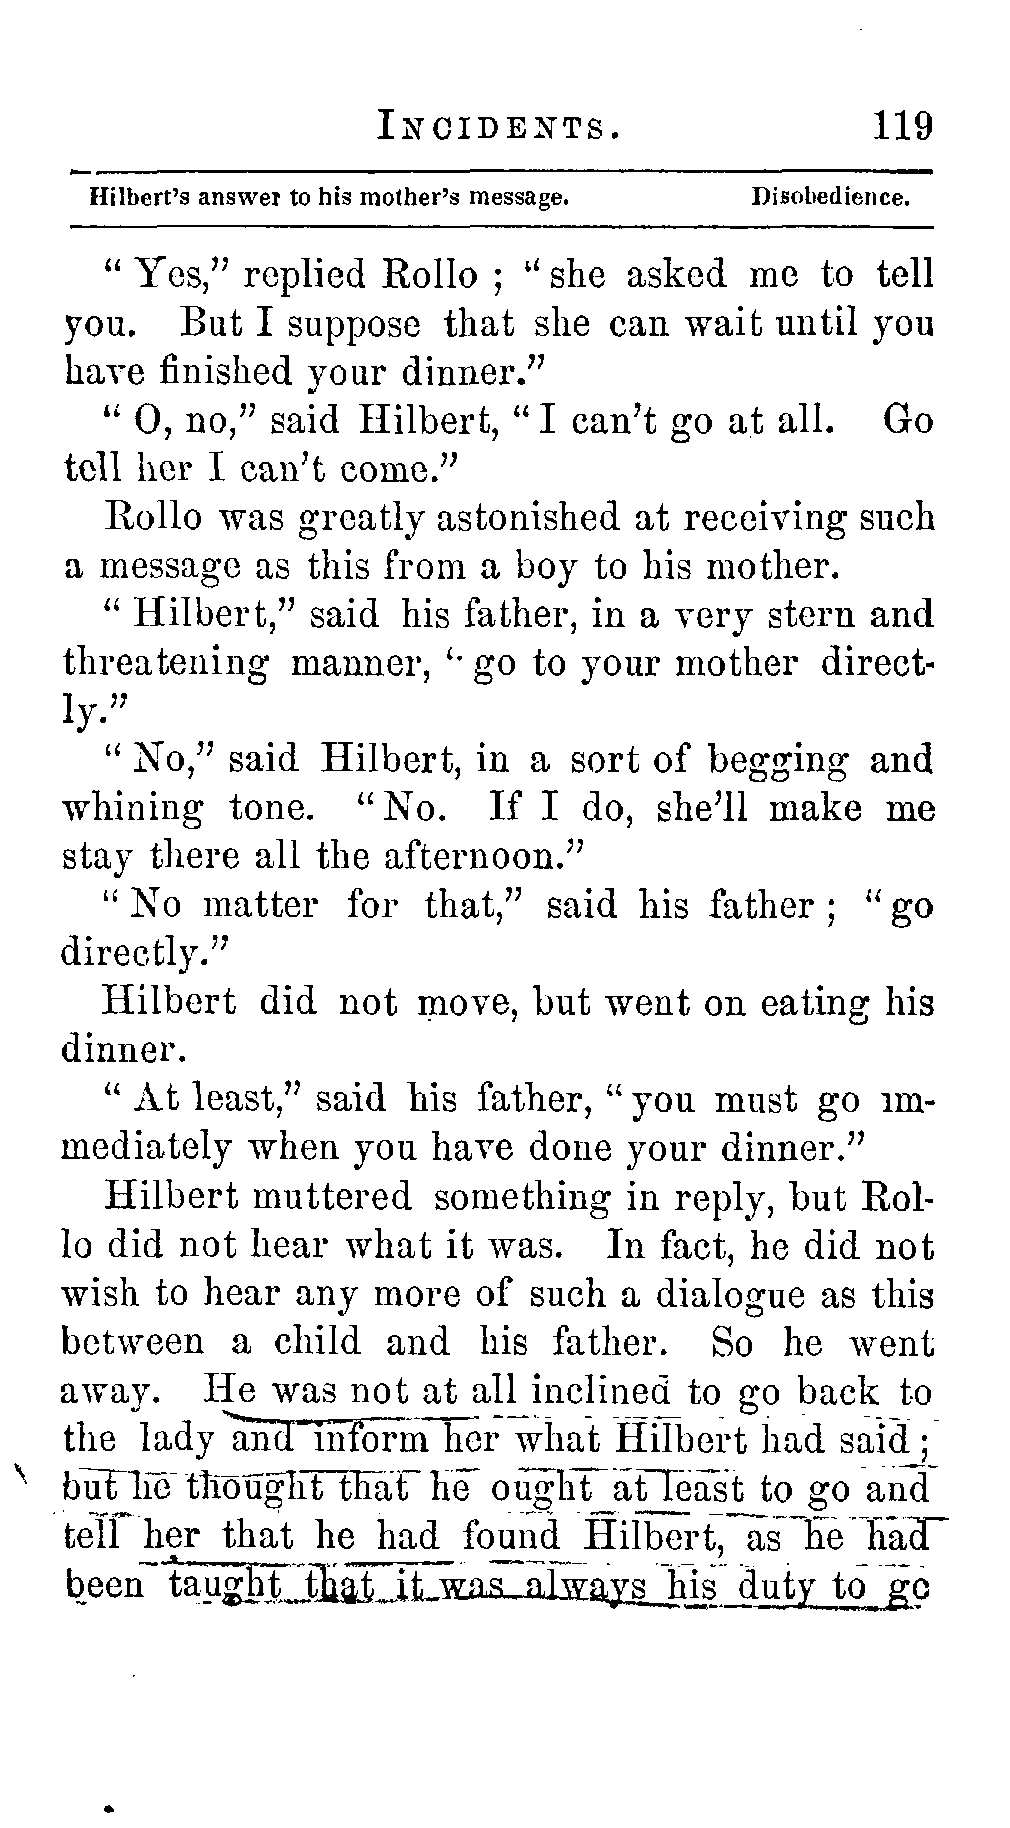 INCIDENTS. 119
Hilbert's answer to his mother's message. Disobedience.
" Yes," replied Rollo ; " she asked me to tell
you. But I suppose that she can wait until you
have finished your dinner."
" O, no," said Hilbert, " I can't go at all. Go
tell her I can't come."
Rollo was greatly astonished at receiving such
a message as this from a boy to his mother.
" Hilbert," said his father, in a very stern and
threatening manner, " go to your mother direct-
ly."
" No," said Hilbert, in a sort of begging and
whining tone. " No. If I do, she'll make me
stay there all the afternoon."
" No matter for that," said his father ; " go
directly."
Hilbert did not move, but went on eating his
dinner.
" At least," said his father, " you must go im-
mediately when you have done your dinner."
Hilbert muttered something in reply, but Rol-
lo did not hear what it was. In fact, he did not
wish to hear any more of such a dialogue as this
between a child and his father. So he went
away. He was not at all inclined to go back to
the lady and inform her what Hilbert had said ;
but he thought that he ought at least to go and
tell her that he had found Hilbert, as he had
been taught that it was always his duty to go